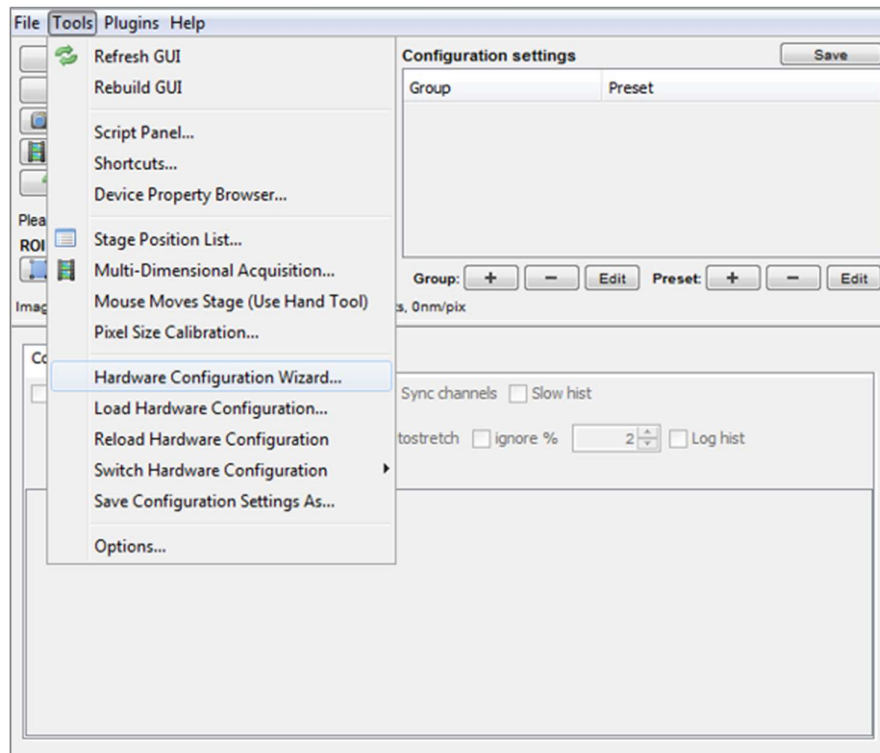 File Tools Plugins Help
Refresh GUI
Rebuild GUI
Script Panel...
Shortcuts...
Device Property Browser...
Stage Position List...
Multi-Dimensional Acquisition...
Mouse Moves Stage (Use Hand Tool)
Pixel Size Calibration...
Hardware Configuration Wizard...
Load Hardware Configuration...
Reload Hardware Configuration
Switch Hardware Configuration
Save Configuration Settings As...
Options...
Configuration settings Save
Group Preset
Group: + - Edit Preset: + - Edit
Plea
ROI
Imag s, 0nm/pix
Co
Sync channels Slow hist
tostretch ignore % 2 Log hist